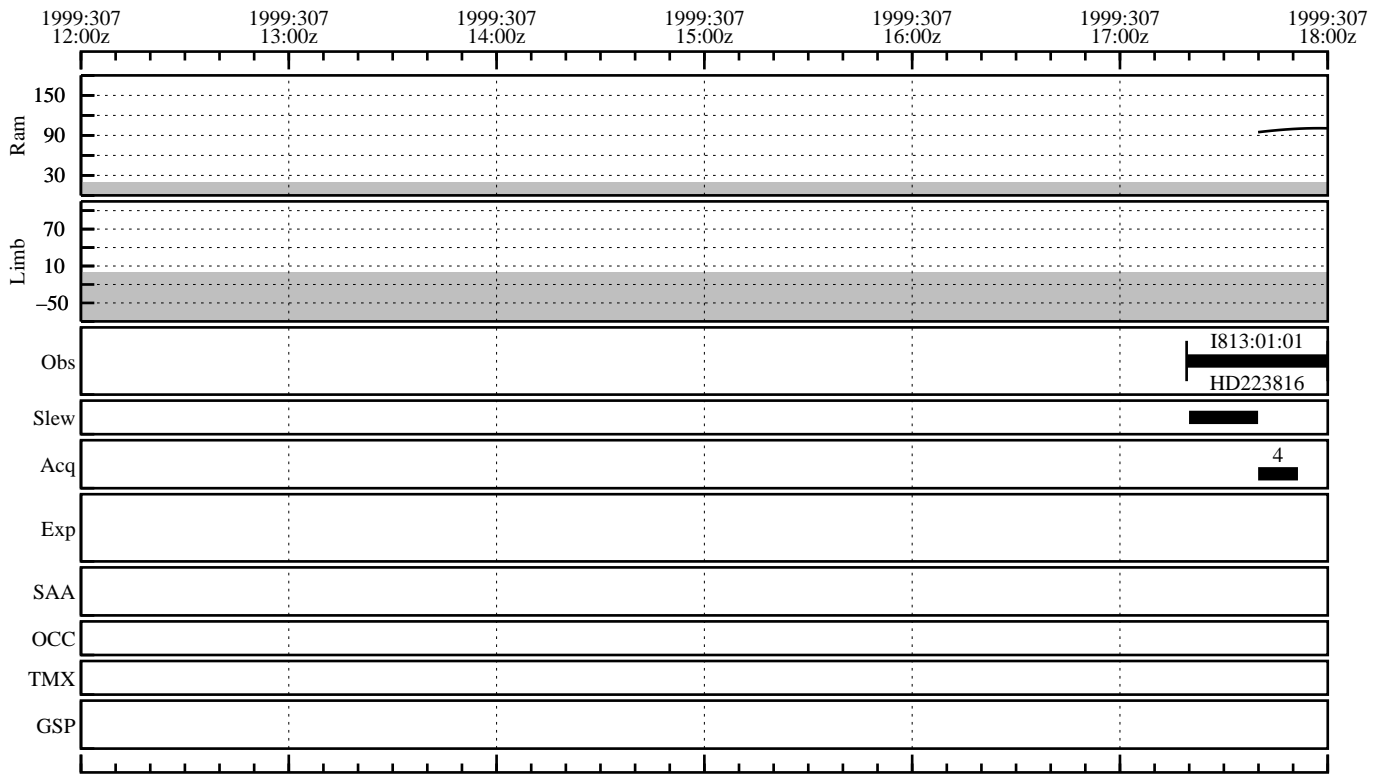 1999:307 1999:307 1999:307 1999:307 1999:307 1999:307 1999:307
12:00z 13:00z 14:00z 15:00z 16:00z 17:00z 18:00z
150
90
30
Ram
70
10
−50
Limb
Obs
I813:01:01
HD223816
Slew
Acq
4
Exp
SAA
OCC
TMX
GSP